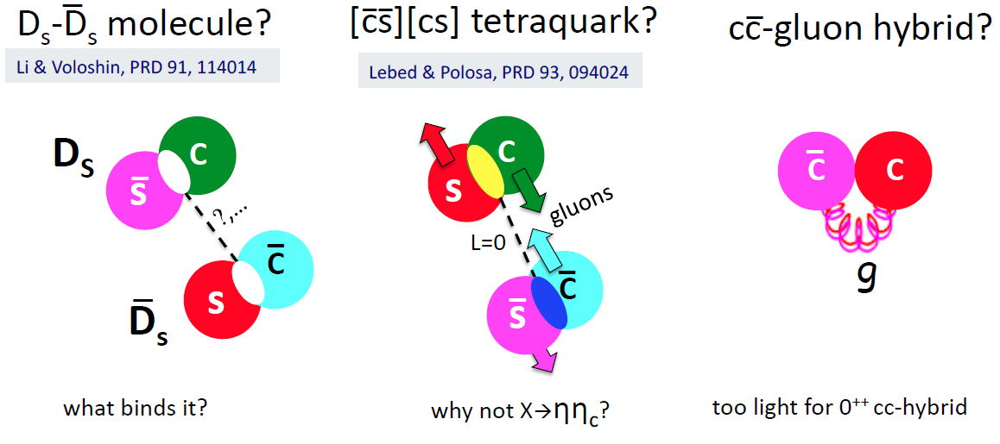 Dₛ-D̅ₛ molecule?
Li & Voloshin, PRD 91, 114014
Dₛ
c
s̅
?,...
c̅
s
D̅ₛ
what binds it?
[c̅s̅][cs] tetraquark?
Lebed & Polosa, PRD 93, 094024
c
s
gluons
L=0
c̅
s̅
why not X→ηη꜀?
cc̅-gluon hybrid?
c̅
c
g
too light for 0⁺⁺ cc-hybrid